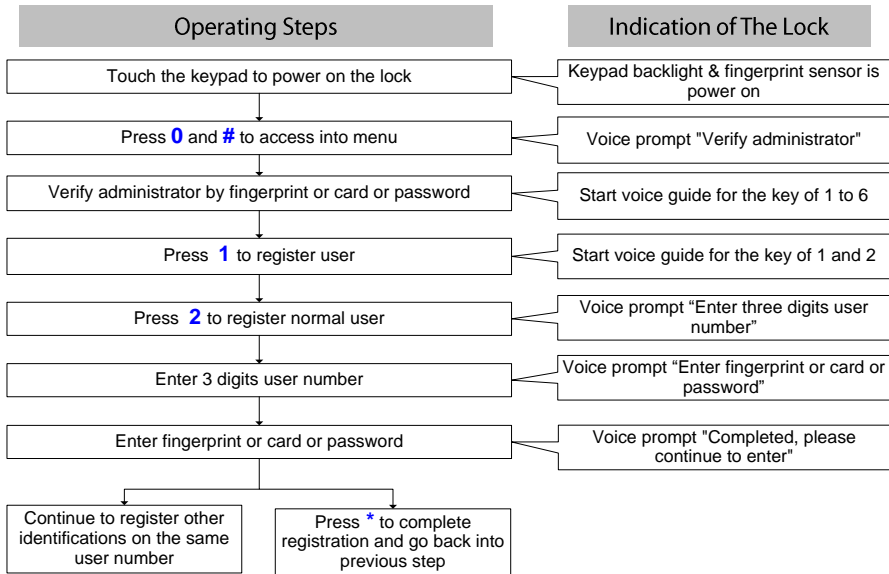 Operating Steps
Indication of The Lock
Touch the keypad to power on the lock
Keypad backlight & fingerprint sensor is
power on
Press 0 and # to access into menu
Voice prompt "Verify administrator"
Verify administrator by fingerprint or card or password
Start voice guide for the key of 1 to 6
Press 1 to register user
Start voice guide for the key of 1 and 2
Press 2 to register normal user
Voice prompt “Enter three digits user
number”
Enter 3 digits user number
Voice prompt “Enter fingerprint or card or
password”
Enter fingerprint or card or password
Voice prompt "Completed, please
continue to enter"
Continue to register other
identifications on the same
user number
Press * to complete
registration and go back into
previous step